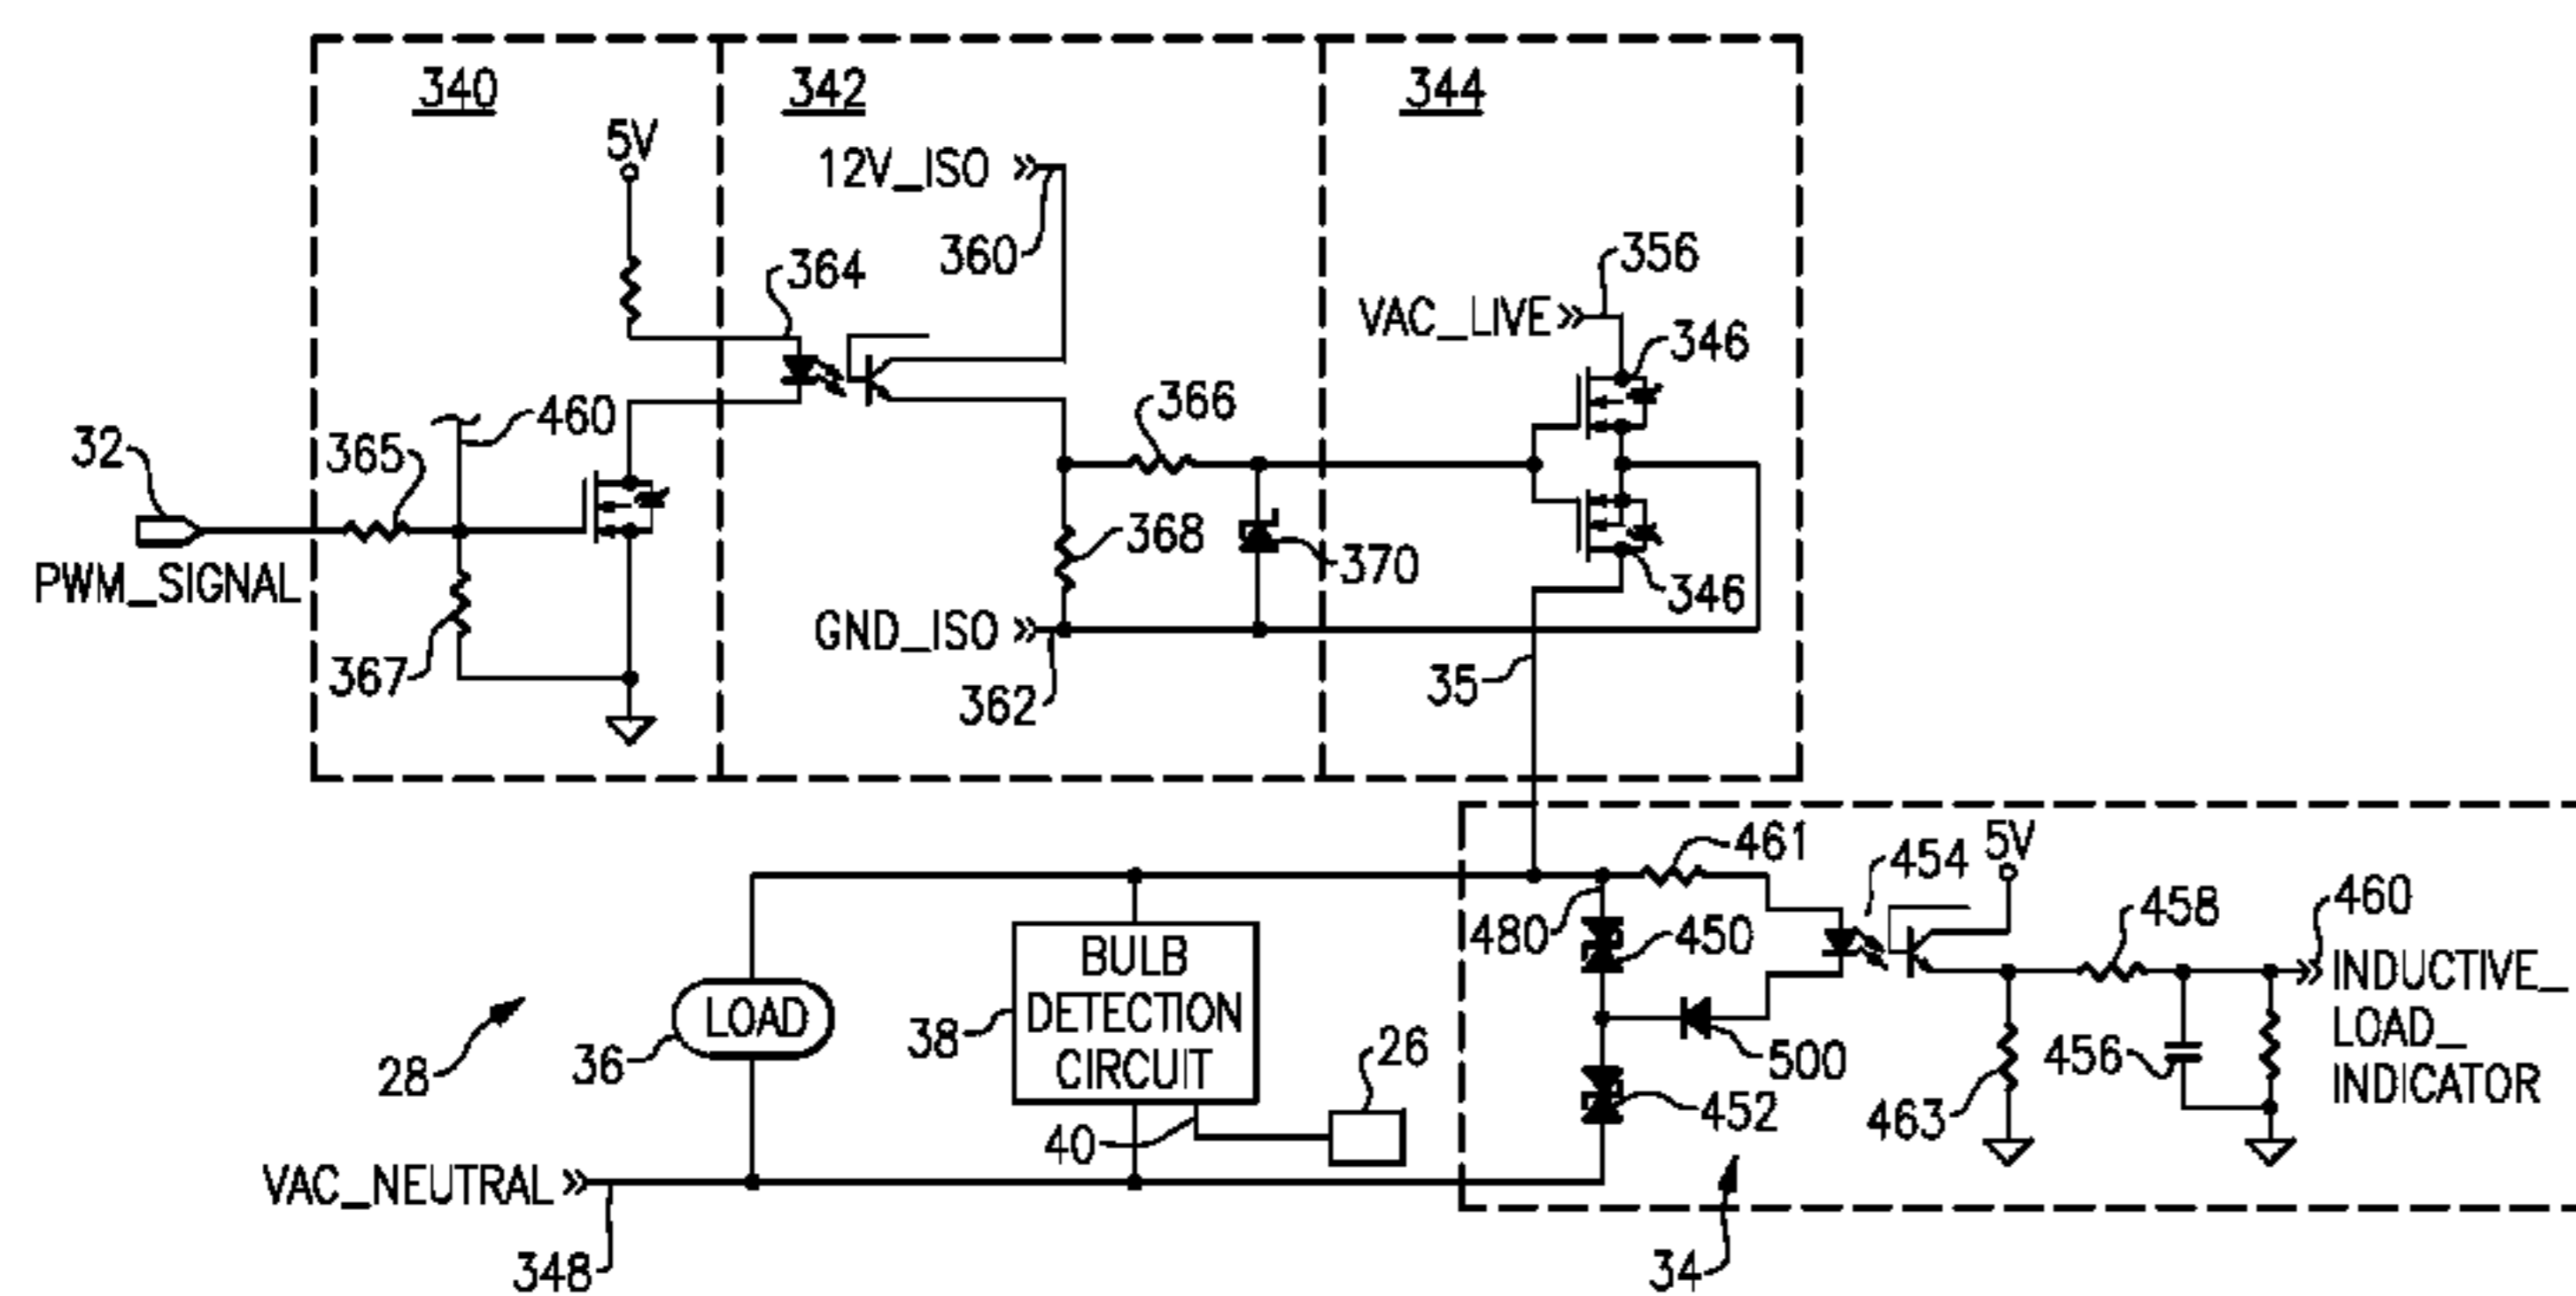 340
342
344
5V
12V_ISO
360
364
356
VAC_LIVE
346
32
365
460
366
PWM_SIGNAL
368
370
346
367
GND_ISO
362
35
461
454
5V
480
450
458
460
BULB
DETECTION
CIRCUIT
INDUCTIVE_
LOAD_
INDICATOR
LOAD
28
36
38
26
500
456
40
452
463
VAC_NEUTRAL
348
34